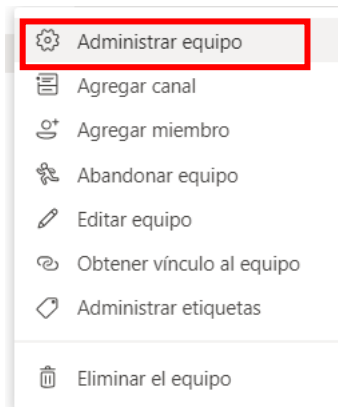 Administrar equipo
Agregar canal
Agregar miembro
Abandonar equipo
Editar equipo
Obtener vínculo al equipo
Administrar etiquetas
Eliminar el equipo